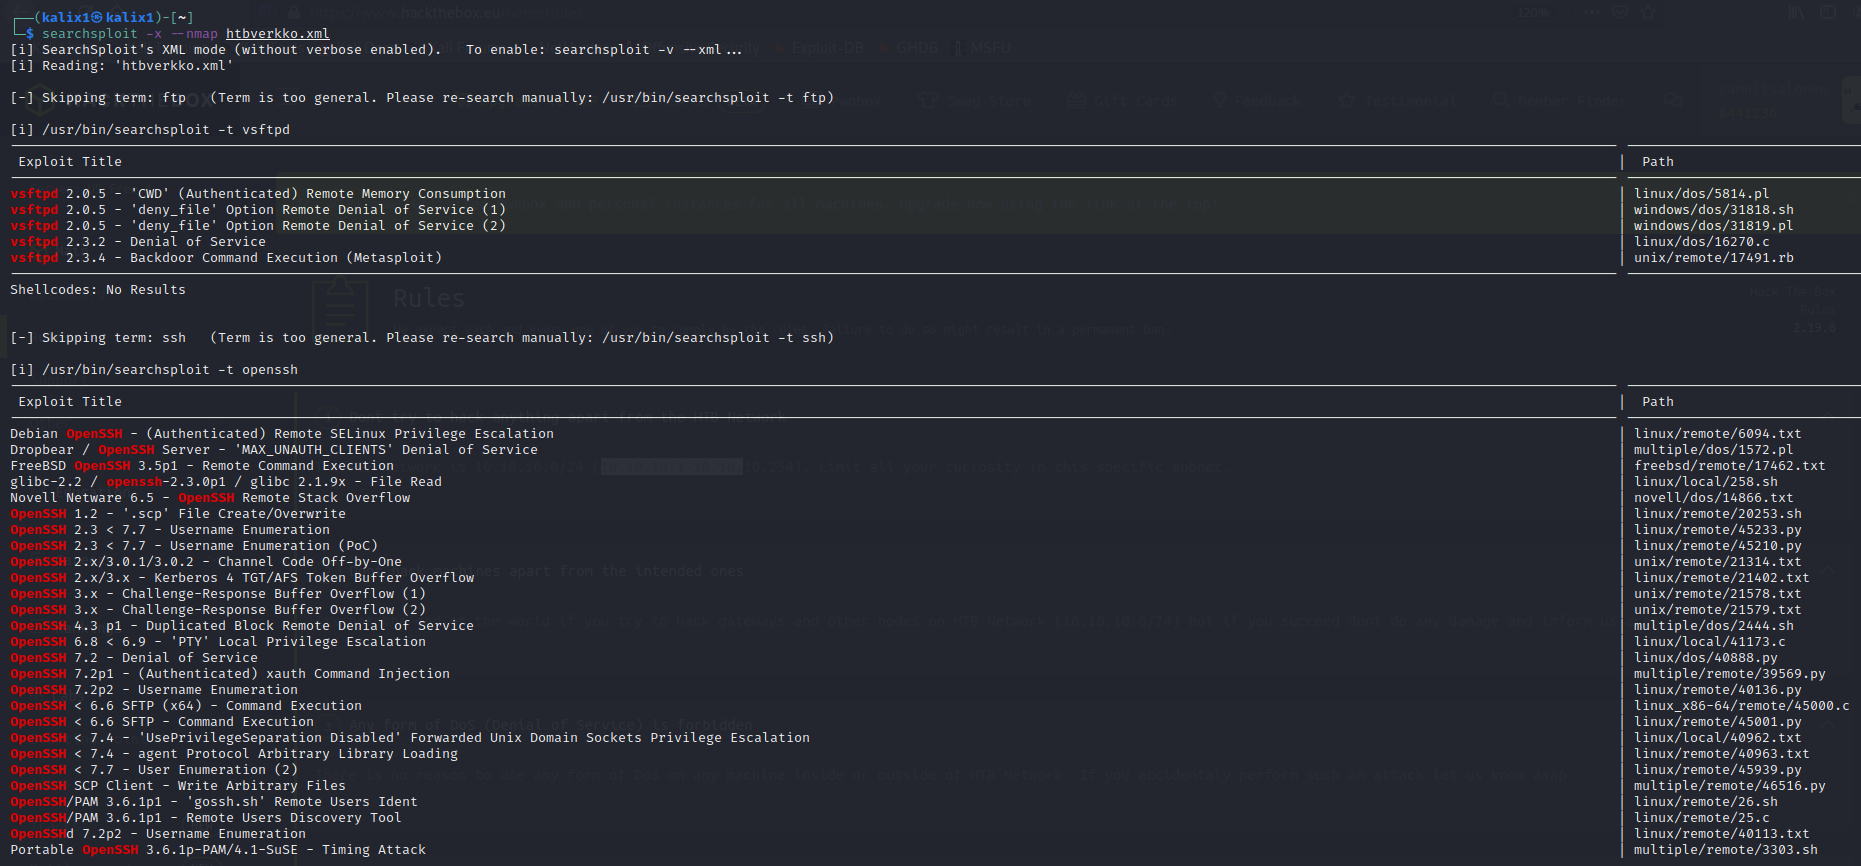 ┌──(kalix1㉿kalix1)-[~]
└─$ searchsploit -x --nmap htbverkko.xml
[i] SearchSploit's XML mode (without verbose enabled).   To enable: searchsploit -v --xml...
[i] Reading: 'htbverkko.xml'
[-] Skipping term: ftp   (Term is too general. Please re-search manually: /usr/bin/searchsploit -t ftp)
[i] /usr/bin/searchsploit -t vsftpd
Exploit Title | Path
vsftpd 2.0.5 - 'CWD' (Authenticated) Remote Memory Consumption | linux/dos/5814.pl
vsftpd 2.0.5 - 'deny_file' Option Remote Denial of Service (1) | windows/dos/31818.sh
vsftpd 2.0.5 - 'deny_file' Option Remote Denial of Service (2) | windows/dos/31819.pl
vsftpd 2.3.2 - Denial of Service | linux/dos/16270.c
vsftpd 2.3.4 - Backdoor Command Execution (Metasploit) | unix/remote/17491.rb
Shellcodes: No Results
Rules
[-] Skipping term: ssh   (Term is too general. Please re-search manually: /usr/bin/searchsploit -t ssh)
[i] /usr/bin/searchsploit -t openssh
Exploit Title | Path
Debian OpenSSH - (Authenticated) Remote SELinux Privilege Escalation | linux/remote/6094.txt
Dropbear / OpenSSH Server - 'MAX_UNAUTH_CLIENTS' Denial of Service | multiple/dos/1572.pl
FreeBSD OpenSSH 3.5p1 - Remote Command Execution | freebsd/remote/17462.txt
glibc-2.2 / openssh-2.3.0p1 / glibc 2.1.9x - File Read | linux/local/258.sh
Novell Netware 6.5 - OpenSSH Remote Stack Overflow | novell/dos/14866.txt
OpenSSH 1.2 - '.scp' File Create/Overwrite | linux/remote/20253.sh
OpenSSH 2.3 < 7.7 - Username Enumeration | linux/remote/45233.py
OpenSSH 2.3 < 7.7 - Username Enumeration (PoC) | linux/remote/45210.py
OpenSSH 2.x/3.0.1/3.0.2 - Channel Code Off-by-One | unix/remote/21314.txt
OpenSSH 2.x/3.x - Kerberos 4 TGT/AFS Token Buffer Overflow | linux/remote/21402.txt
OpenSSH 3.x - Challenge-Response Buffer Overflow (1) | unix/remote/21578.txt
OpenSSH 3.x - Challenge-Response Buffer Overflow (2) | unix/remote/21579.txt
OpenSSH 4.3 p1 - Duplicated Block Remote Denial of Service | multiple/dos/2444.sh
OpenSSH 6.8 < 6.9 - 'PTY' Local Privilege Escalation | linux/local/41173.c
OpenSSH 7.2 - Denial of Service | linux/dos/40888.py
OpenSSH 7.2p1 - (Authenticated) xauth Command Injection | multiple/remote/39569.py
OpenSSH 7.2p2 - Username Enumeration | linux/remote/40136.py
OpenSSH < 6.6 SFTP (x64) - Command Execution | linux_x86-64/remote/45000.c
OpenSSH < 6.6 SFTP - Command Execution | linux/remote/45001.py
OpenSSH < 7.4 - 'UsePrivilegeSeparation Disabled' Forwarded Unix Domain Sockets Privilege Escalation | linux/local/40962.txt
OpenSSH < 7.4 - agent Protocol Arbitrary Library Loading | linux/remote/40963.txt
OpenSSH < 7.7 - User Enumeration (2) | linux/remote/45939.py
OpenSSH SCP Client - Write Arbitrary Files | multiple/remote/46516.py
OpenSSH/PAM 3.6.1p1 - 'gossh.sh' Remote Users Ident | linux/remote/26.sh
OpenSSH/PAM 3.6.1p1 - Remote Users Discovery Tool | linux/remote/25.c
OpenSSHd 7.2p2 - Username Enumeration | linux/remote/40113.txt
Portable OpenSSH 3.6.1p-PAM/4.1-SuSE - Timing Attack | multiple/remote/3303.sh